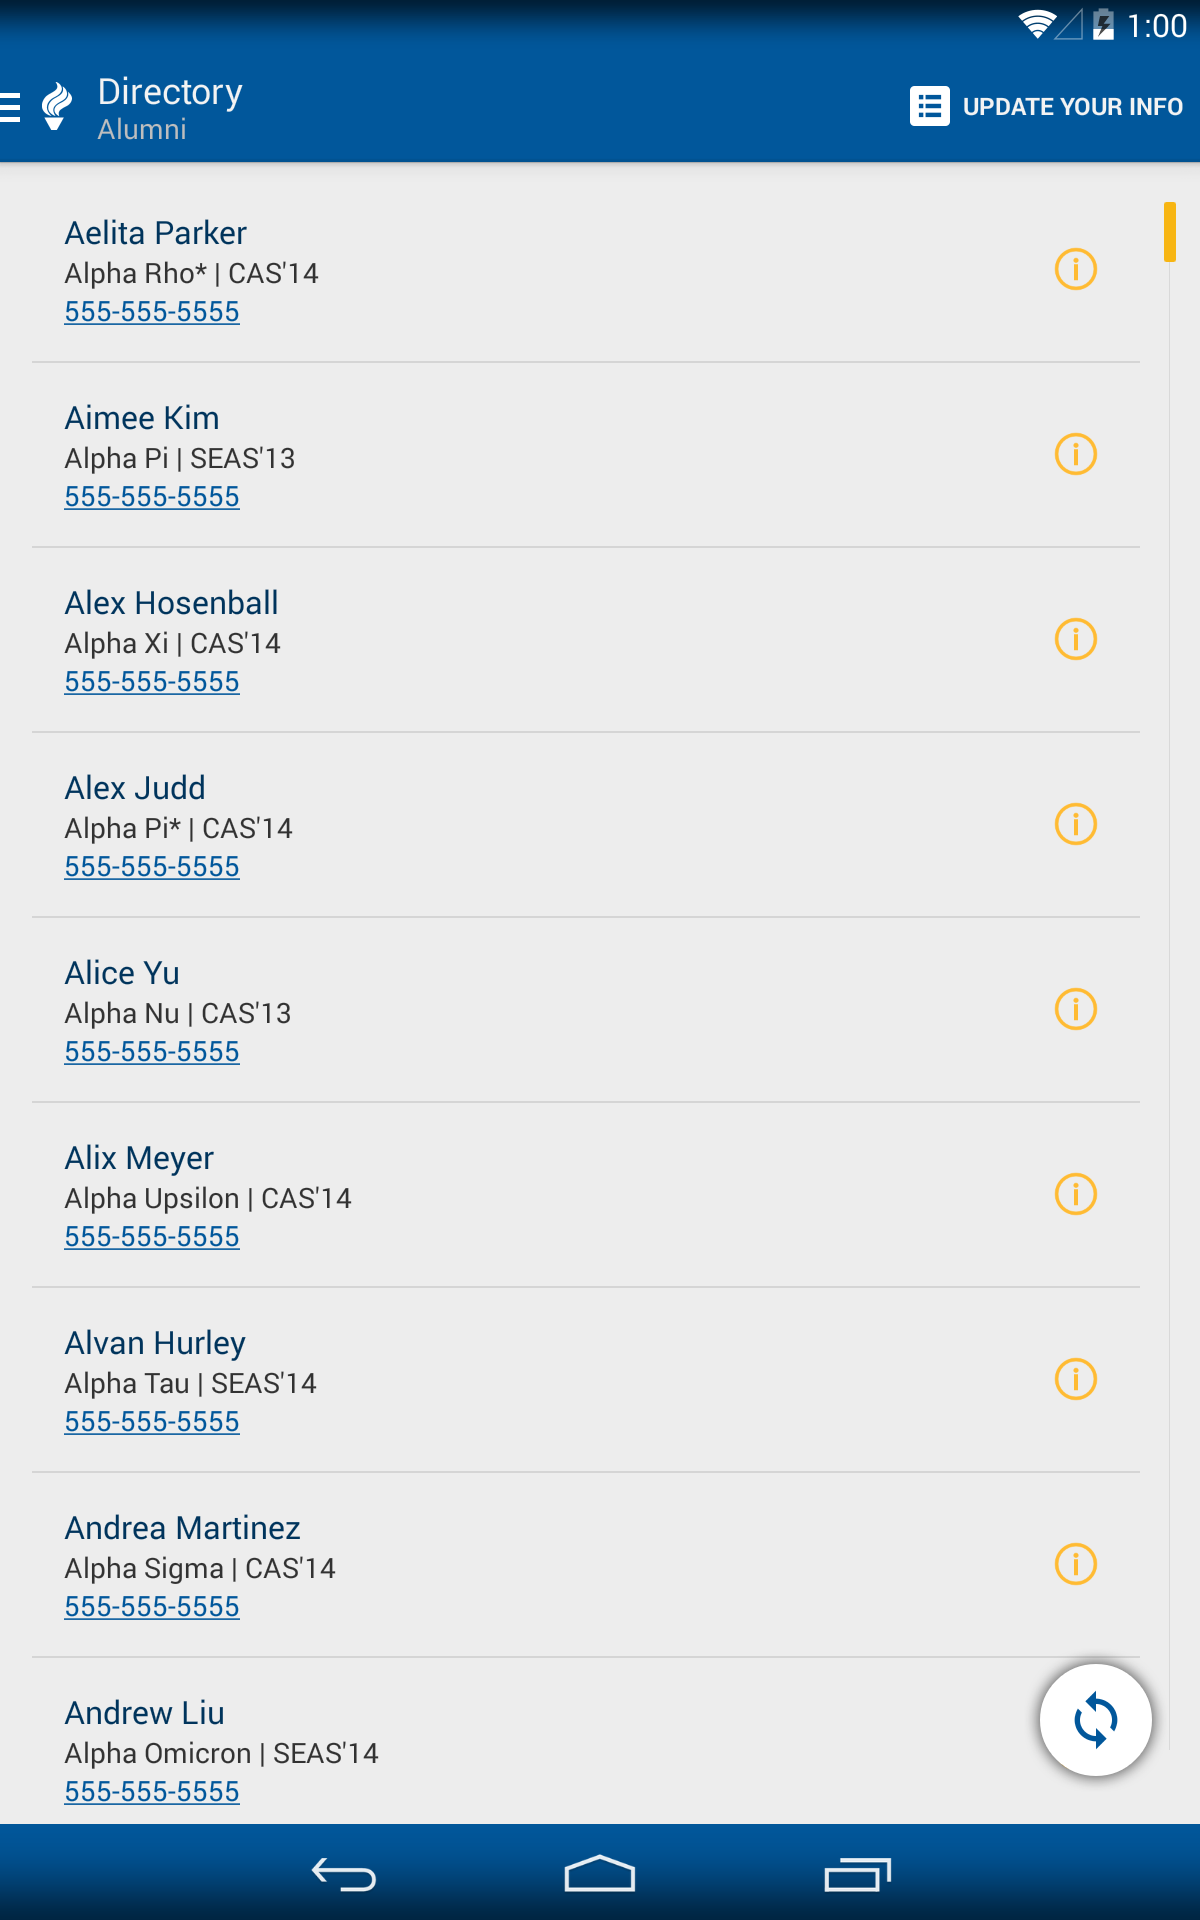 1:00
Directory
Alumni
UPDATE YOUR INFO
Aelita Parker
Alpha Rho* | CAS'14
555-555-5555
Aimee Kim
Alpha Pi | SEAS'13
555-555-5555
Alex Hosenball
Alpha Xi | CAS'14
555-555-5555
Alex Judd
Alpha Pi* | CAS'14
555-555-5555
Alice Yu
Alpha Nu | CAS'13
555-555-5555
Alix Meyer
Alpha Upsilon | CAS'14
555-555-5555
Alvan Hurley
Alpha Tau | SEAS'14
555-555-5555
Andrea Martinez
Alpha Sigma | CAS'14
555-555-5555
Andrew Liu
Alpha Omicron | SEAS'14
555-555-5555